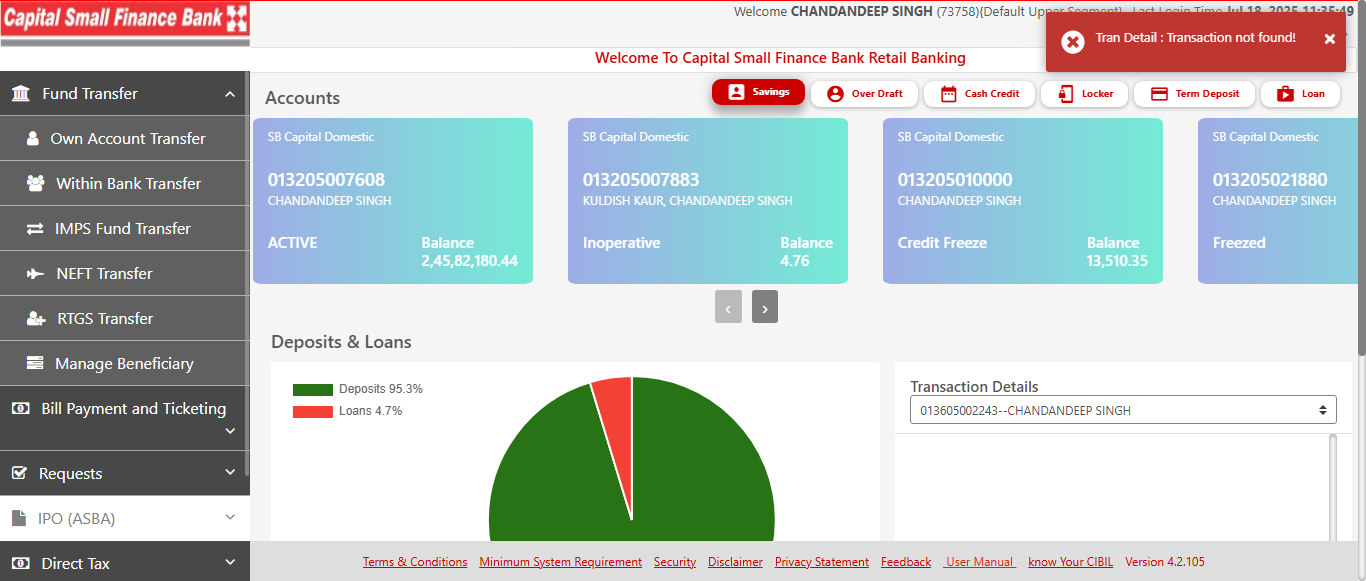 Capital Small Finance Bank
Welcome CHANDANDEEP SINGH (73758){Default Upper Segment} Last Login Time Jul 18, 2025 11:35:49
Tran Detail : Transaction not found!
Welcome To Capital Small Finance Bank Retail Banking
Fund Transfer
Own Account Transfer
Within Bank Transfer
IMPS Fund Transfer
NEFT Transfer
RTGS Transfer
Manage Beneficiary
Bill Payment and Ticketing
Requests
IPO (ASBA)
Direct Tax
Accounts
Savings
Over Draft
Cash Credit
Locker
Term Deposit
Loan
SB Capital Domestic
013205007608
CHANDANDEEP SINGH
ACTIVE
Balance
2,45,82,180.44
SB Capital Domestic
013205007883
KULDISH KAUR, CHANDANDEEP SINGH
Inoperative
Balance
4.76
SB Capital Domestic
013205010000
CHANDANDEEP SINGH
Credit Freeze
Balance
13,510.35
SB Capital Domestic
013205021880
CHANDANDEEP SINGH
Freezed
Deposits & Loans
Deposits 95.3%
Loans 4.7%
Transaction Details
013605002243--CHANDANDEEP SINGH
Terms & Conditions Minimum System Requirement Security Disclaimer Privacy Statement Feedback User Manual know Your CIBIL Version 4.2.105